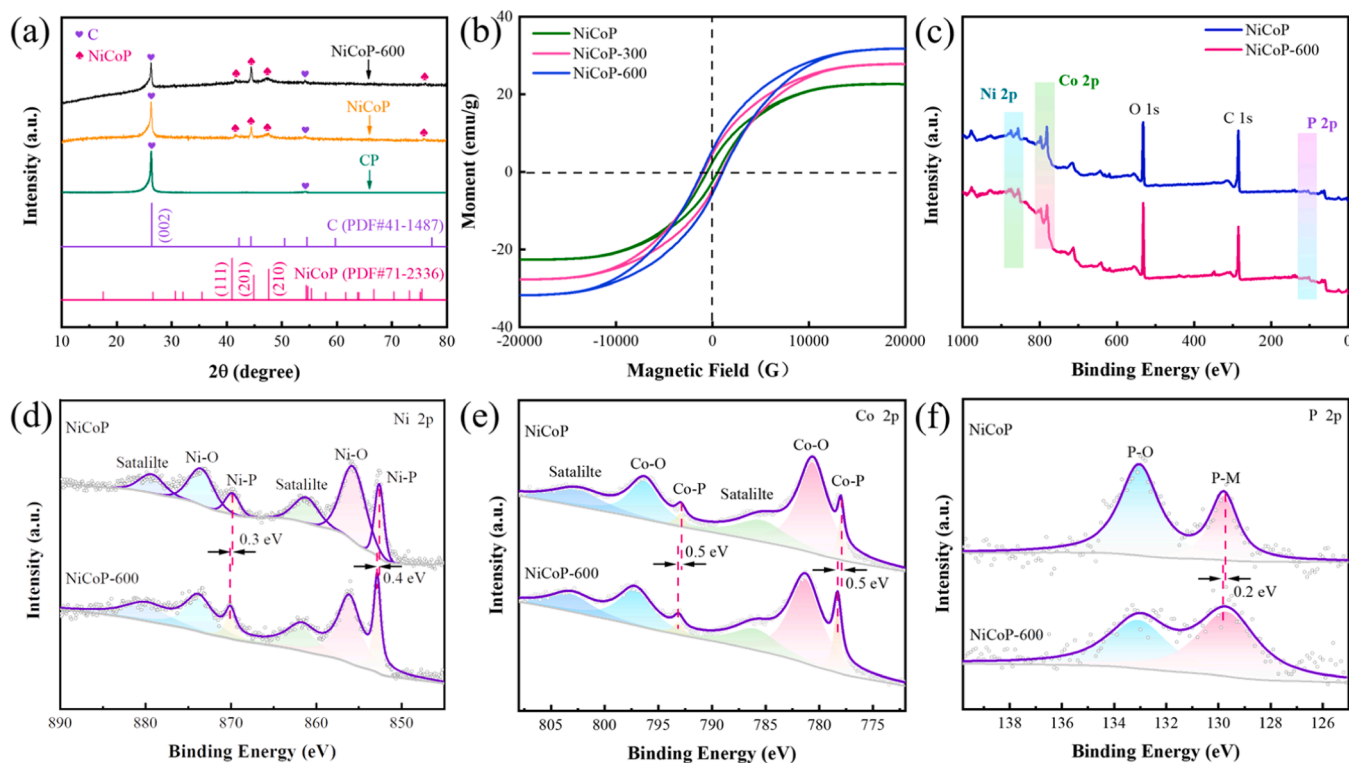 (a)
♥ C
♠ NiCoP
NiCoP-600
NiCoP
CP
C (PDF#41-1487)
(002)
NiCoP (PDF#71-2336)
(111)
(201)
(210)
Intensity (a.u.)
10 20 30 40 50 60 70 80
2θ (degree)
(b)
NiCoP
NiCoP-300
NiCoP-600
Moment (emu/g)
40
20
0
-20
-40
-20000 -10000 0 10000 20000
Magnetic Field (G)
(c)
NiCoP
NiCoP-600
Ni 2p
Co 2p
O 1s
C 1s
P 2p
Intensity (a.u.)
1000 800 600 400 200 0
Binding Energy (eV)
(d)
Ni 2p
NiCoP
Satalilte
Ni-O
Ni-P
Satalilte
Ni-O
Ni-P
0.3 eV
0.4 eV
NiCoP-600
Intensity (a.u.)
890 880 870 860 850
Binding Energy (eV)
(e)
Co 2p
NiCoP
Satalilte
Co-O
Co-P
Satalilte
Co-O
Co-P
0.5 eV
0.5 eV
NiCoP-600
Intensity (a.u.)
805 800 795 790 785 780 775
Binding Energy (eV)
(f)
P 2p
NiCoP
P-O
P-M
0.2 eV
NiCoP-600
Intensity (a.u.)
138 136 134 132 130 128 126
Binding Energy (eV)